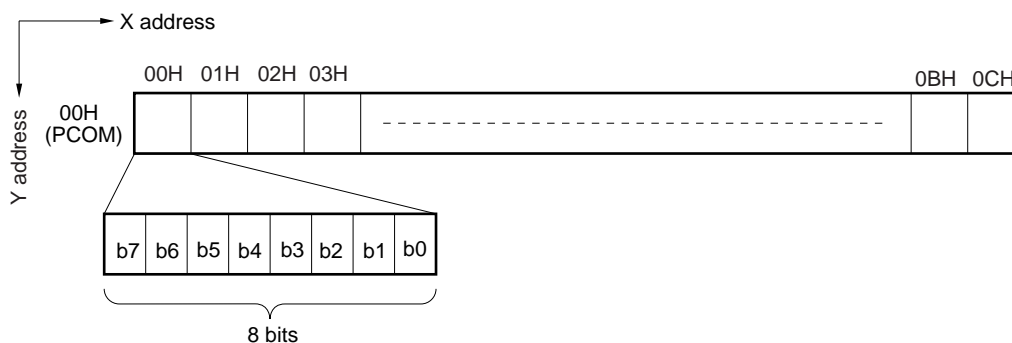 X address
00H 01H 02H 03H 0BH 0CH
Y address
00H
(PCOM)
b7 b6 b5 b4 b3 b2 b1 b0
8 bits